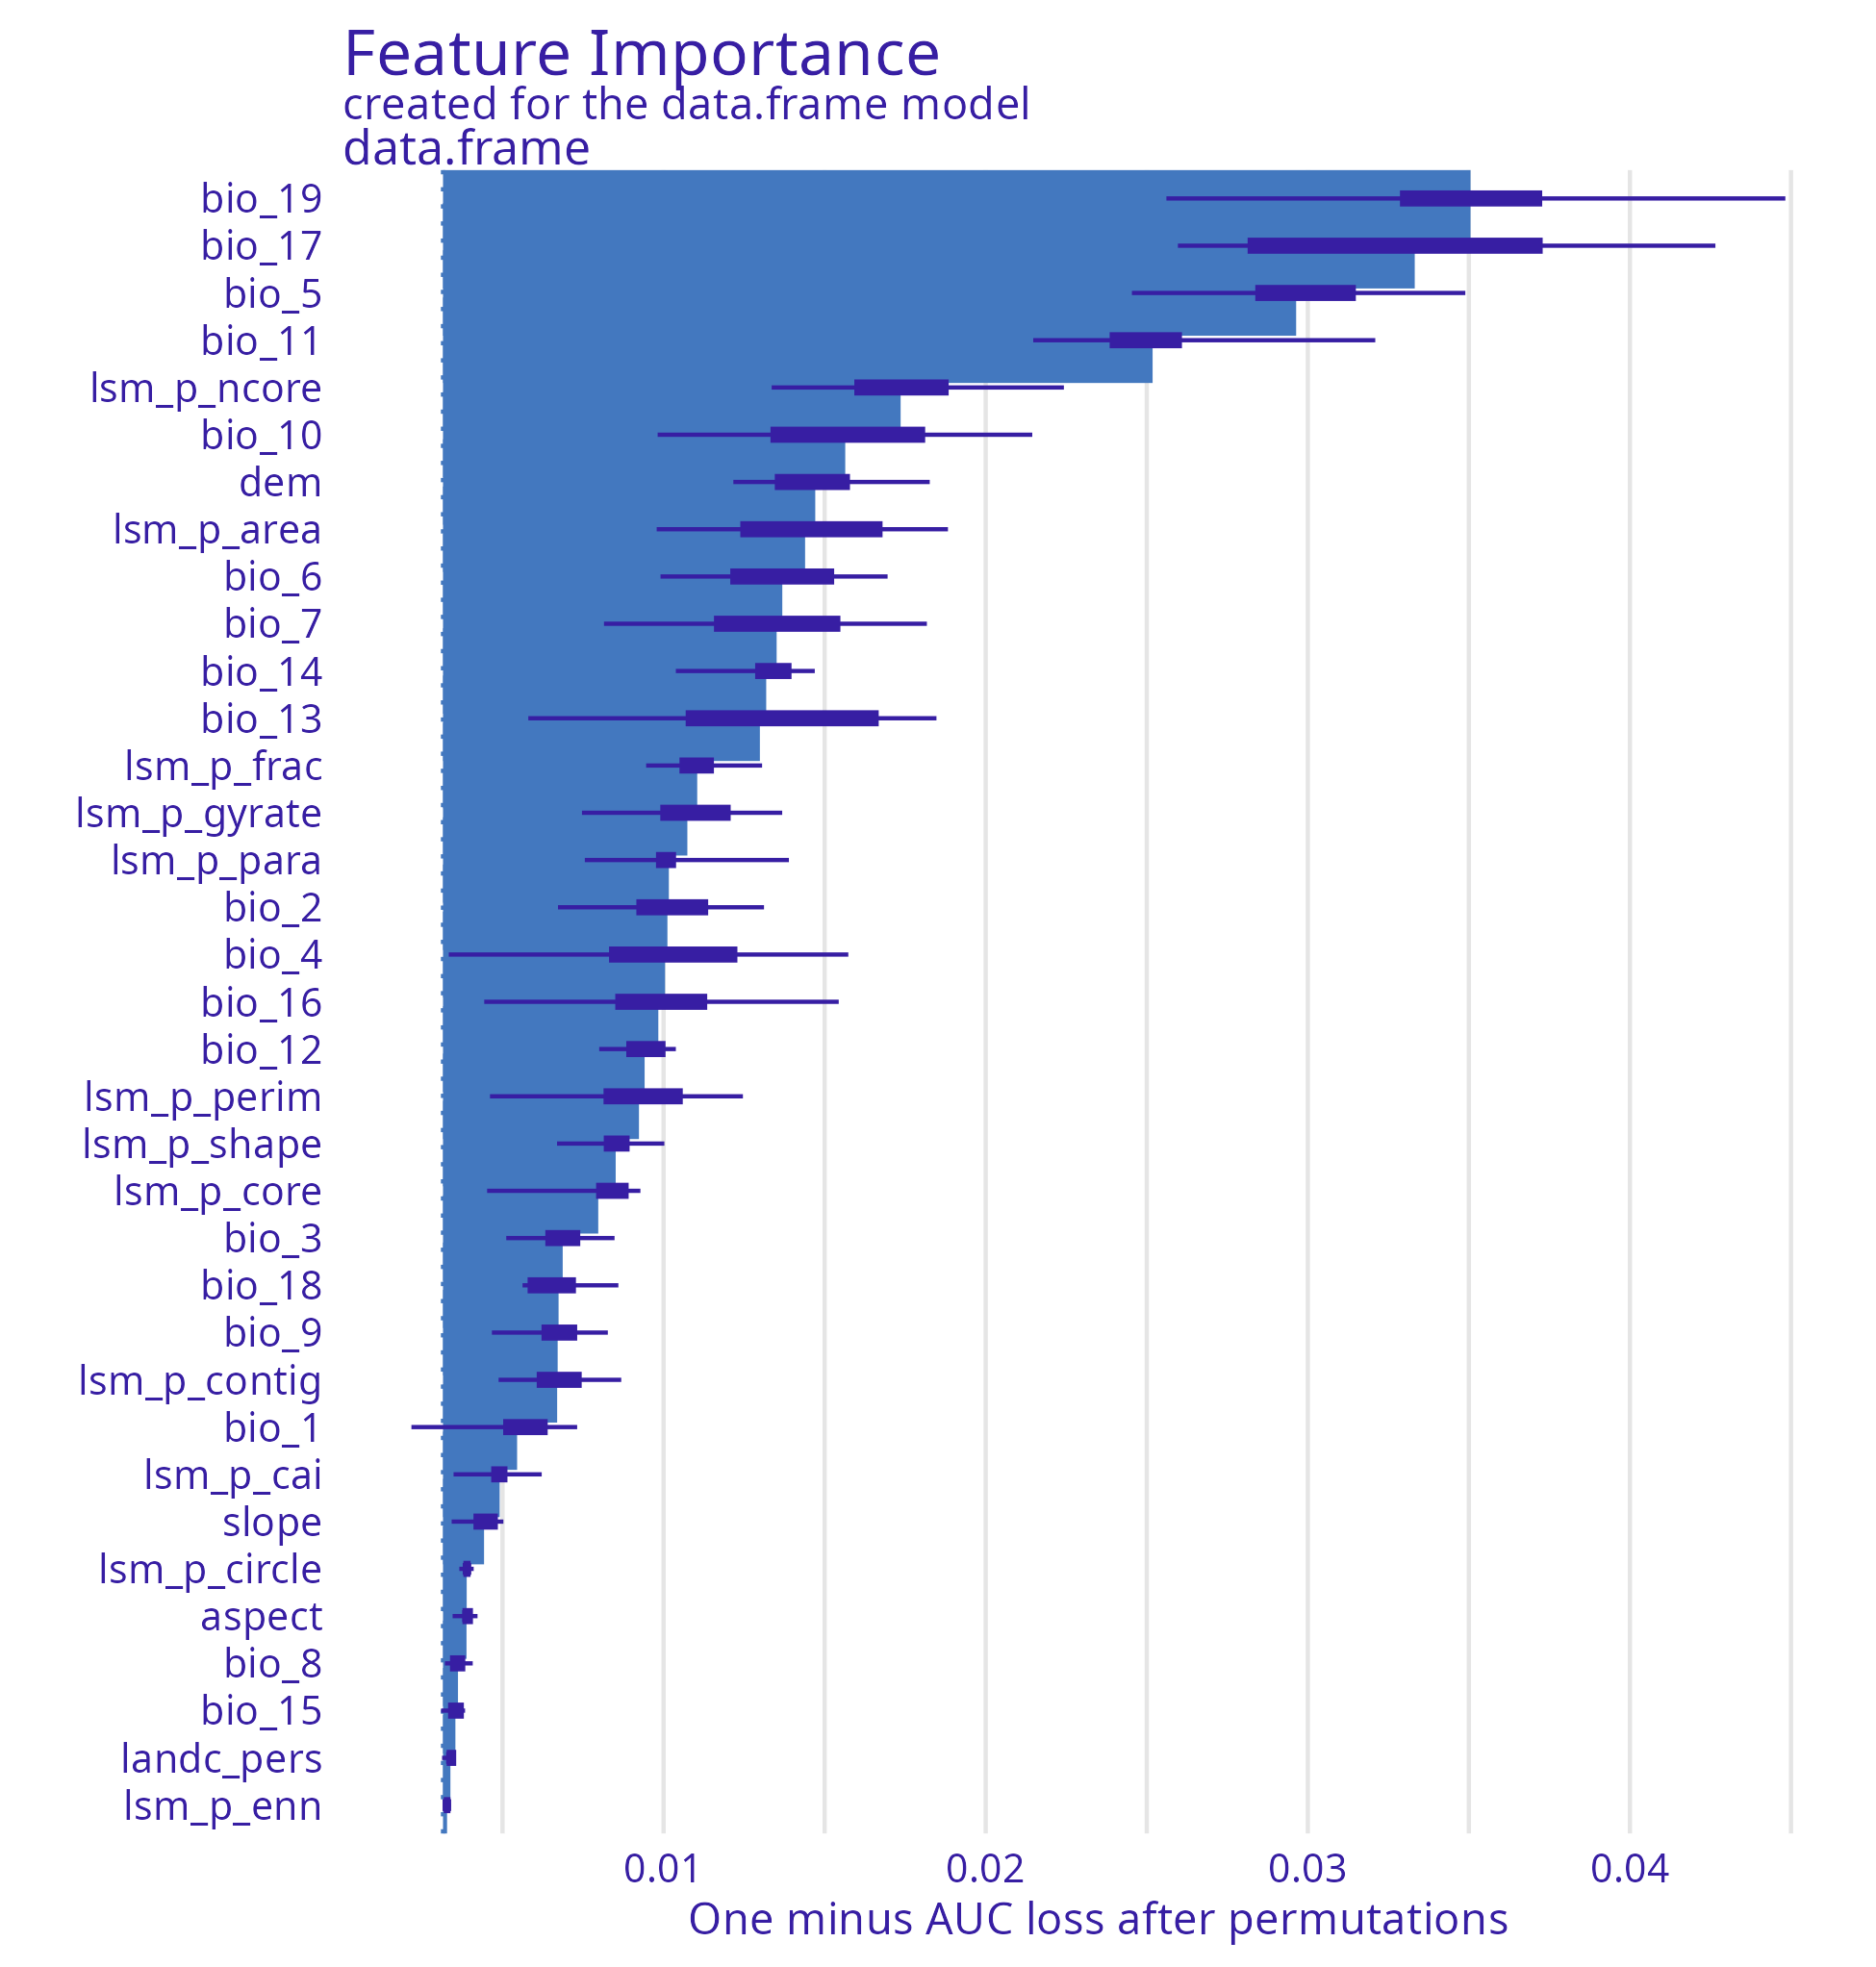 Feature Importance
created for the data.frame model
data.frame
bio_19
bio_17
bio_5
bio_11
lsm_p_ncore
bio_10
dem
lsm_p_area
bio_6
bio_7
bio_14
bio_13
lsm_p_frac
lsm_p_gyrate
lsm_p_para
bio_2
bio_4
bio_16
bio_12
lsm_p_perim
lsm_p_shape
lsm_p_core
bio_3
bio_18
bio_9
lsm_p_contig
bio_1
lsm_p_cai
slope
lsm_p_circle
aspect
bio_8
bio_15
landc_pers
lsm_p_enn
0.01 0.02 0.03 0.04
One minus AUC loss after permutations